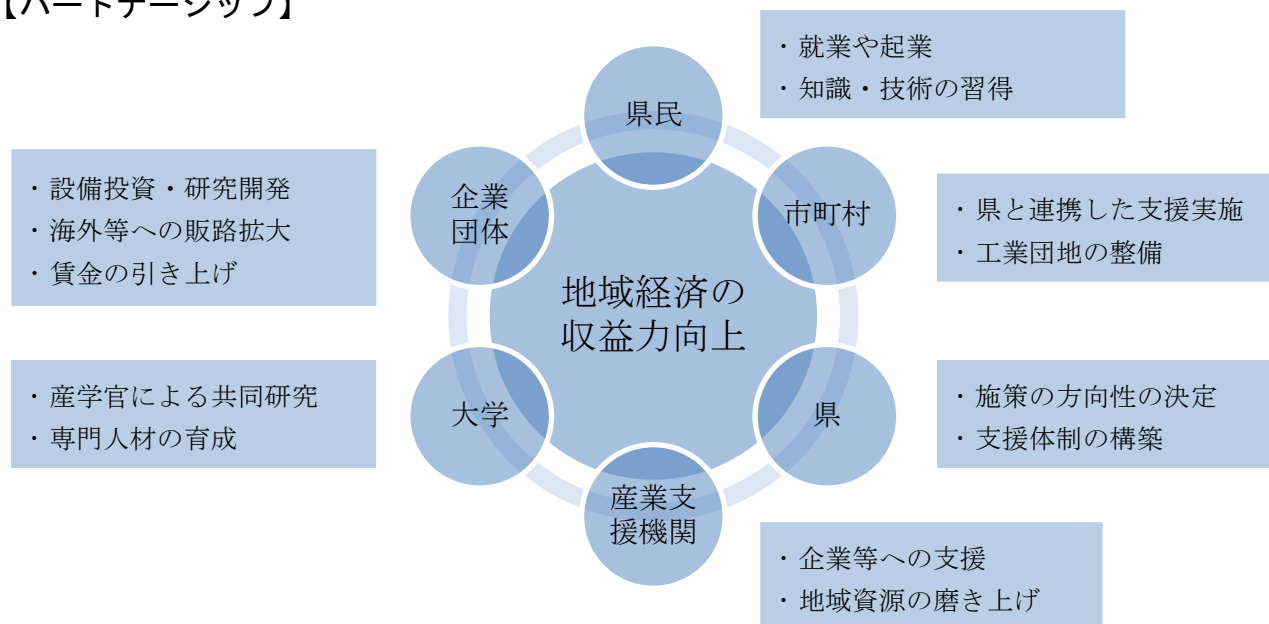 【パートナーシップ】
県民
・就業や起業
・知識・技術の習得
企業
団体
・設備投資・研究開発
・海外等への販路拡大
・賃金の引き上げ
市町村
・県と連携した支援実施
・工業団地の整備
地域経済の
収益力向上
大学
・産学官による共同研究
・専門人材の育成
県
・施策の方向性の決定
・支援体制の構築
産業支
援機関
・企業等への支援
・地域資源の磨き上げ